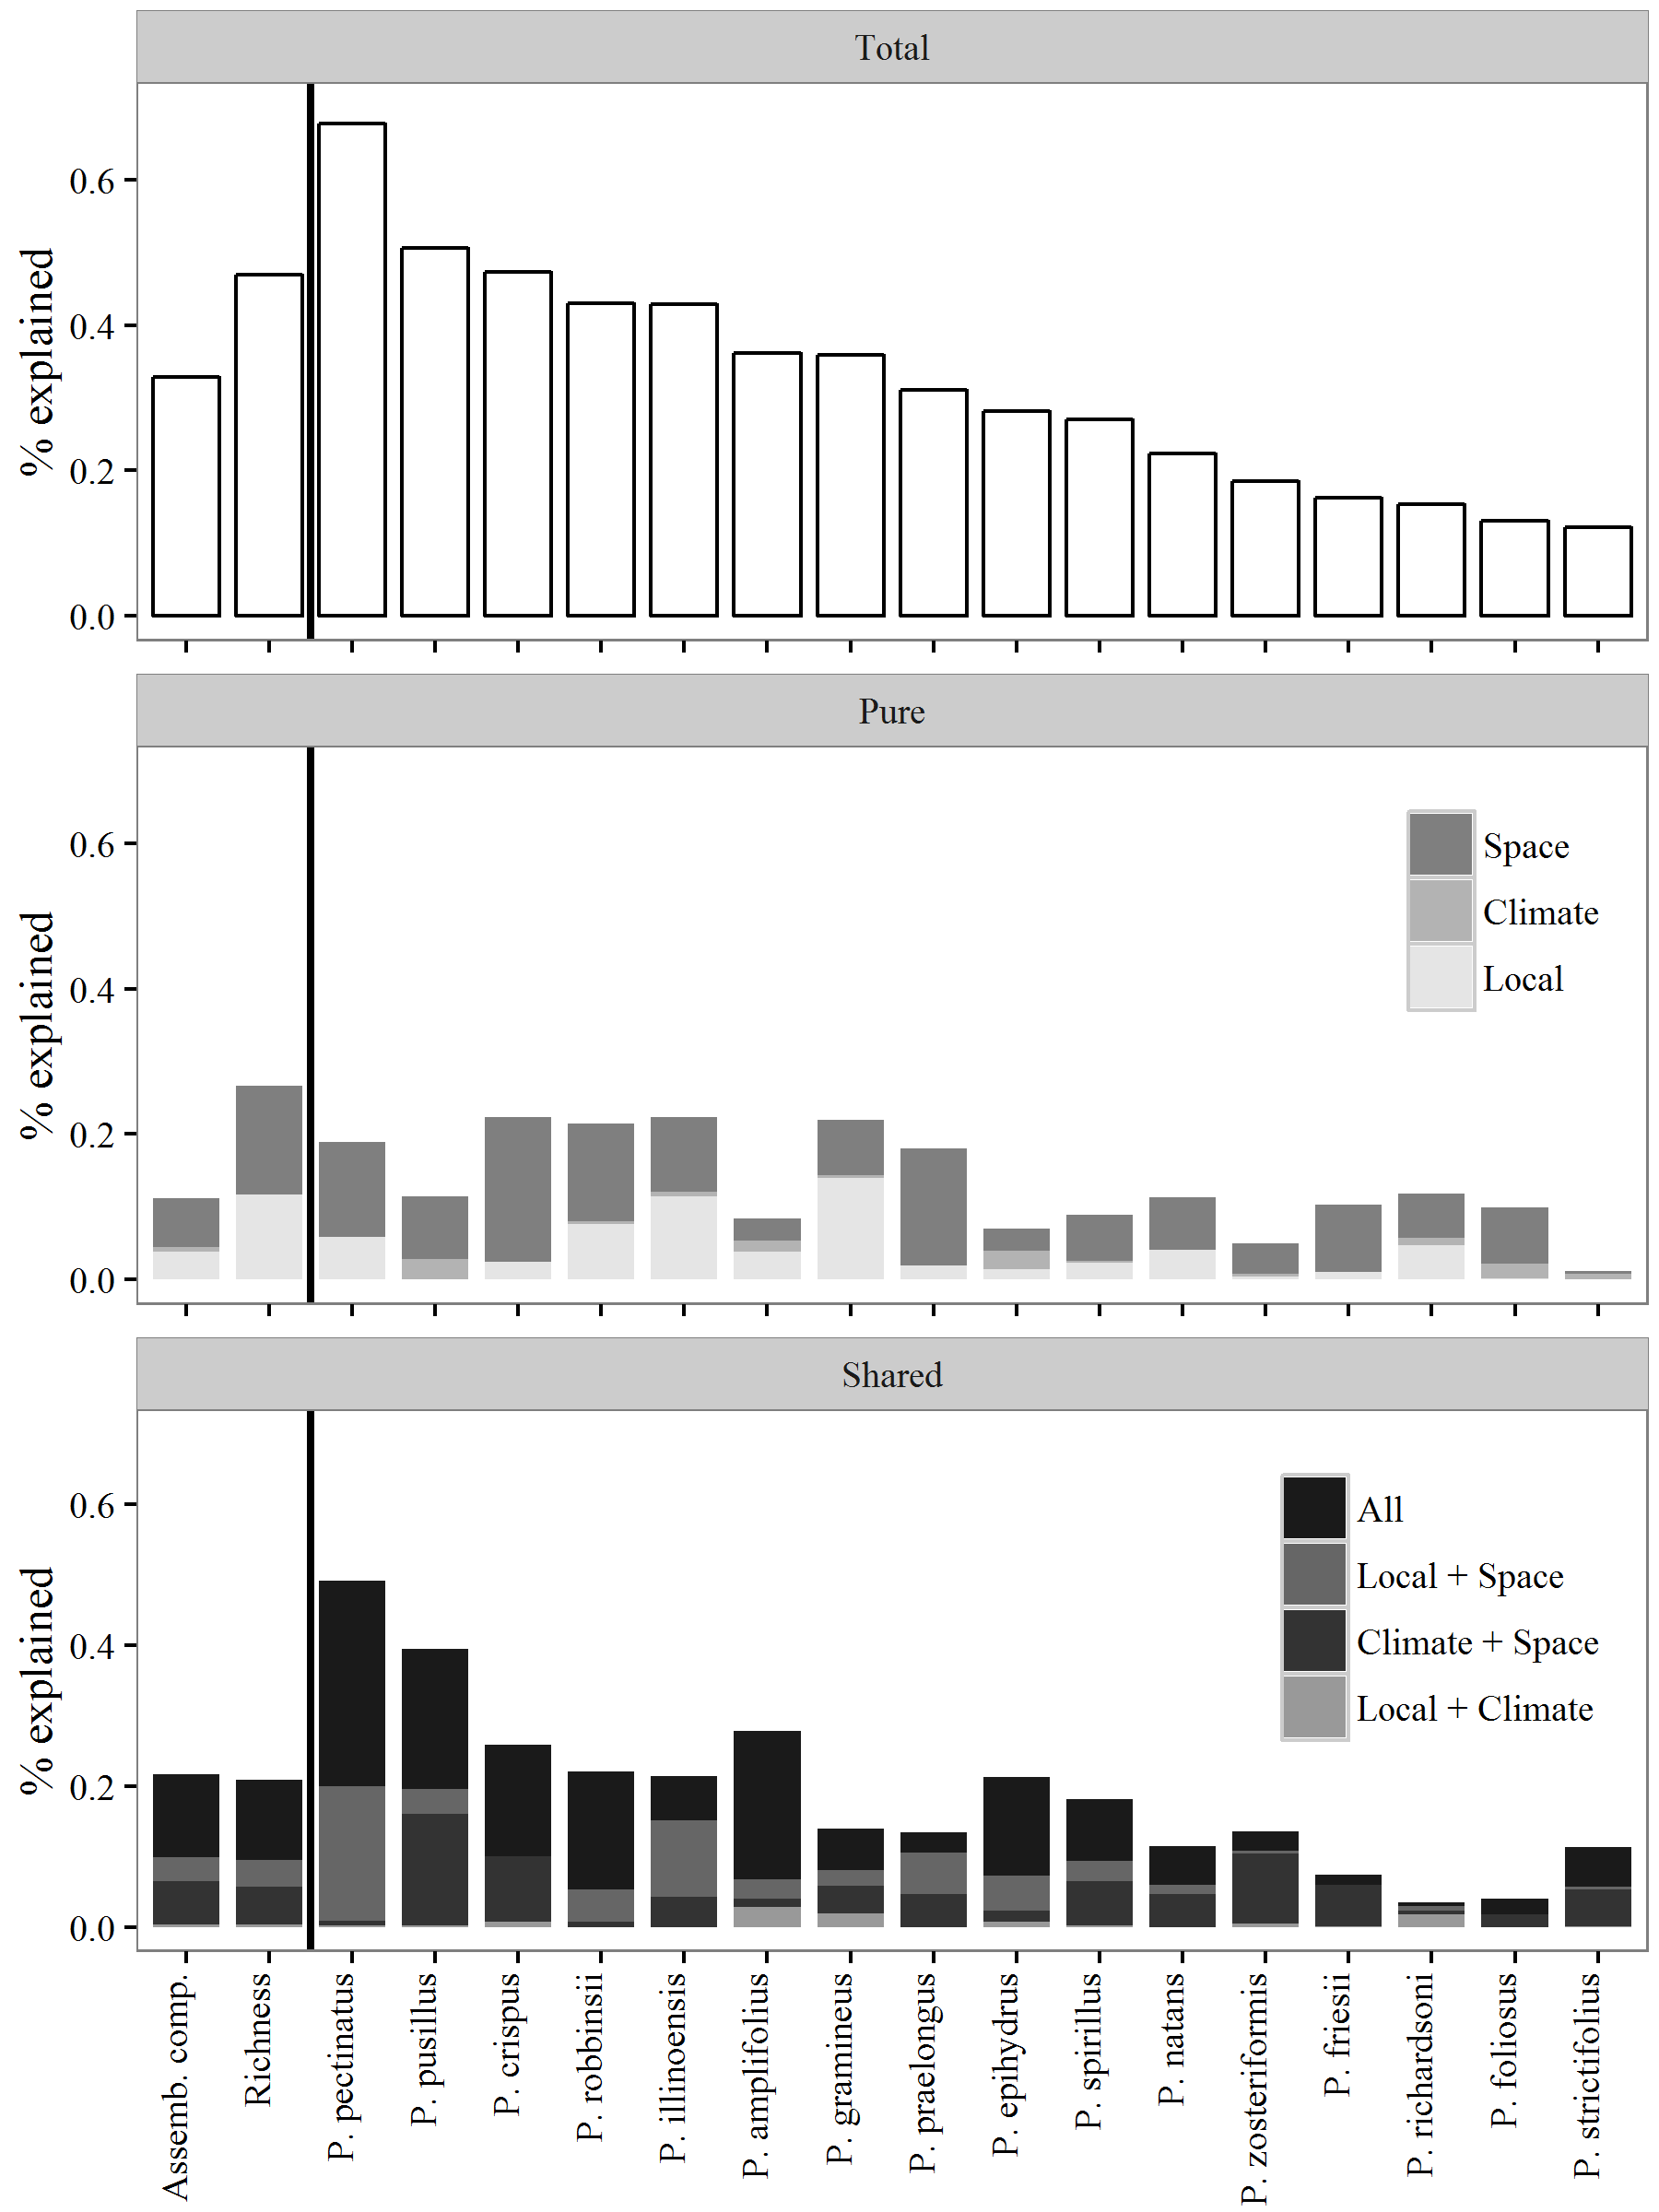 Total
% explained
0.6
0.4
0.2
0.0
Pure
% explained
0.6
0.4
0.2
0.0
Space
Climate
Local
Shared
% explained
0.6
0.4
0.2
0.0
All
Local + Space
Climate + Space
Local + Climate
Assemb. comp.
Richness
P. pectinatus
P. pusillus
P. crispus
P. robbinsii
P. illinoensis
P. amplifolius
P. gramineus
P. praelongus
P. epihydrus
P. spirillus
P. natans
P. zosteriformis
P. friesii
P. richardsoni
P. foliosus
P. strictifolius